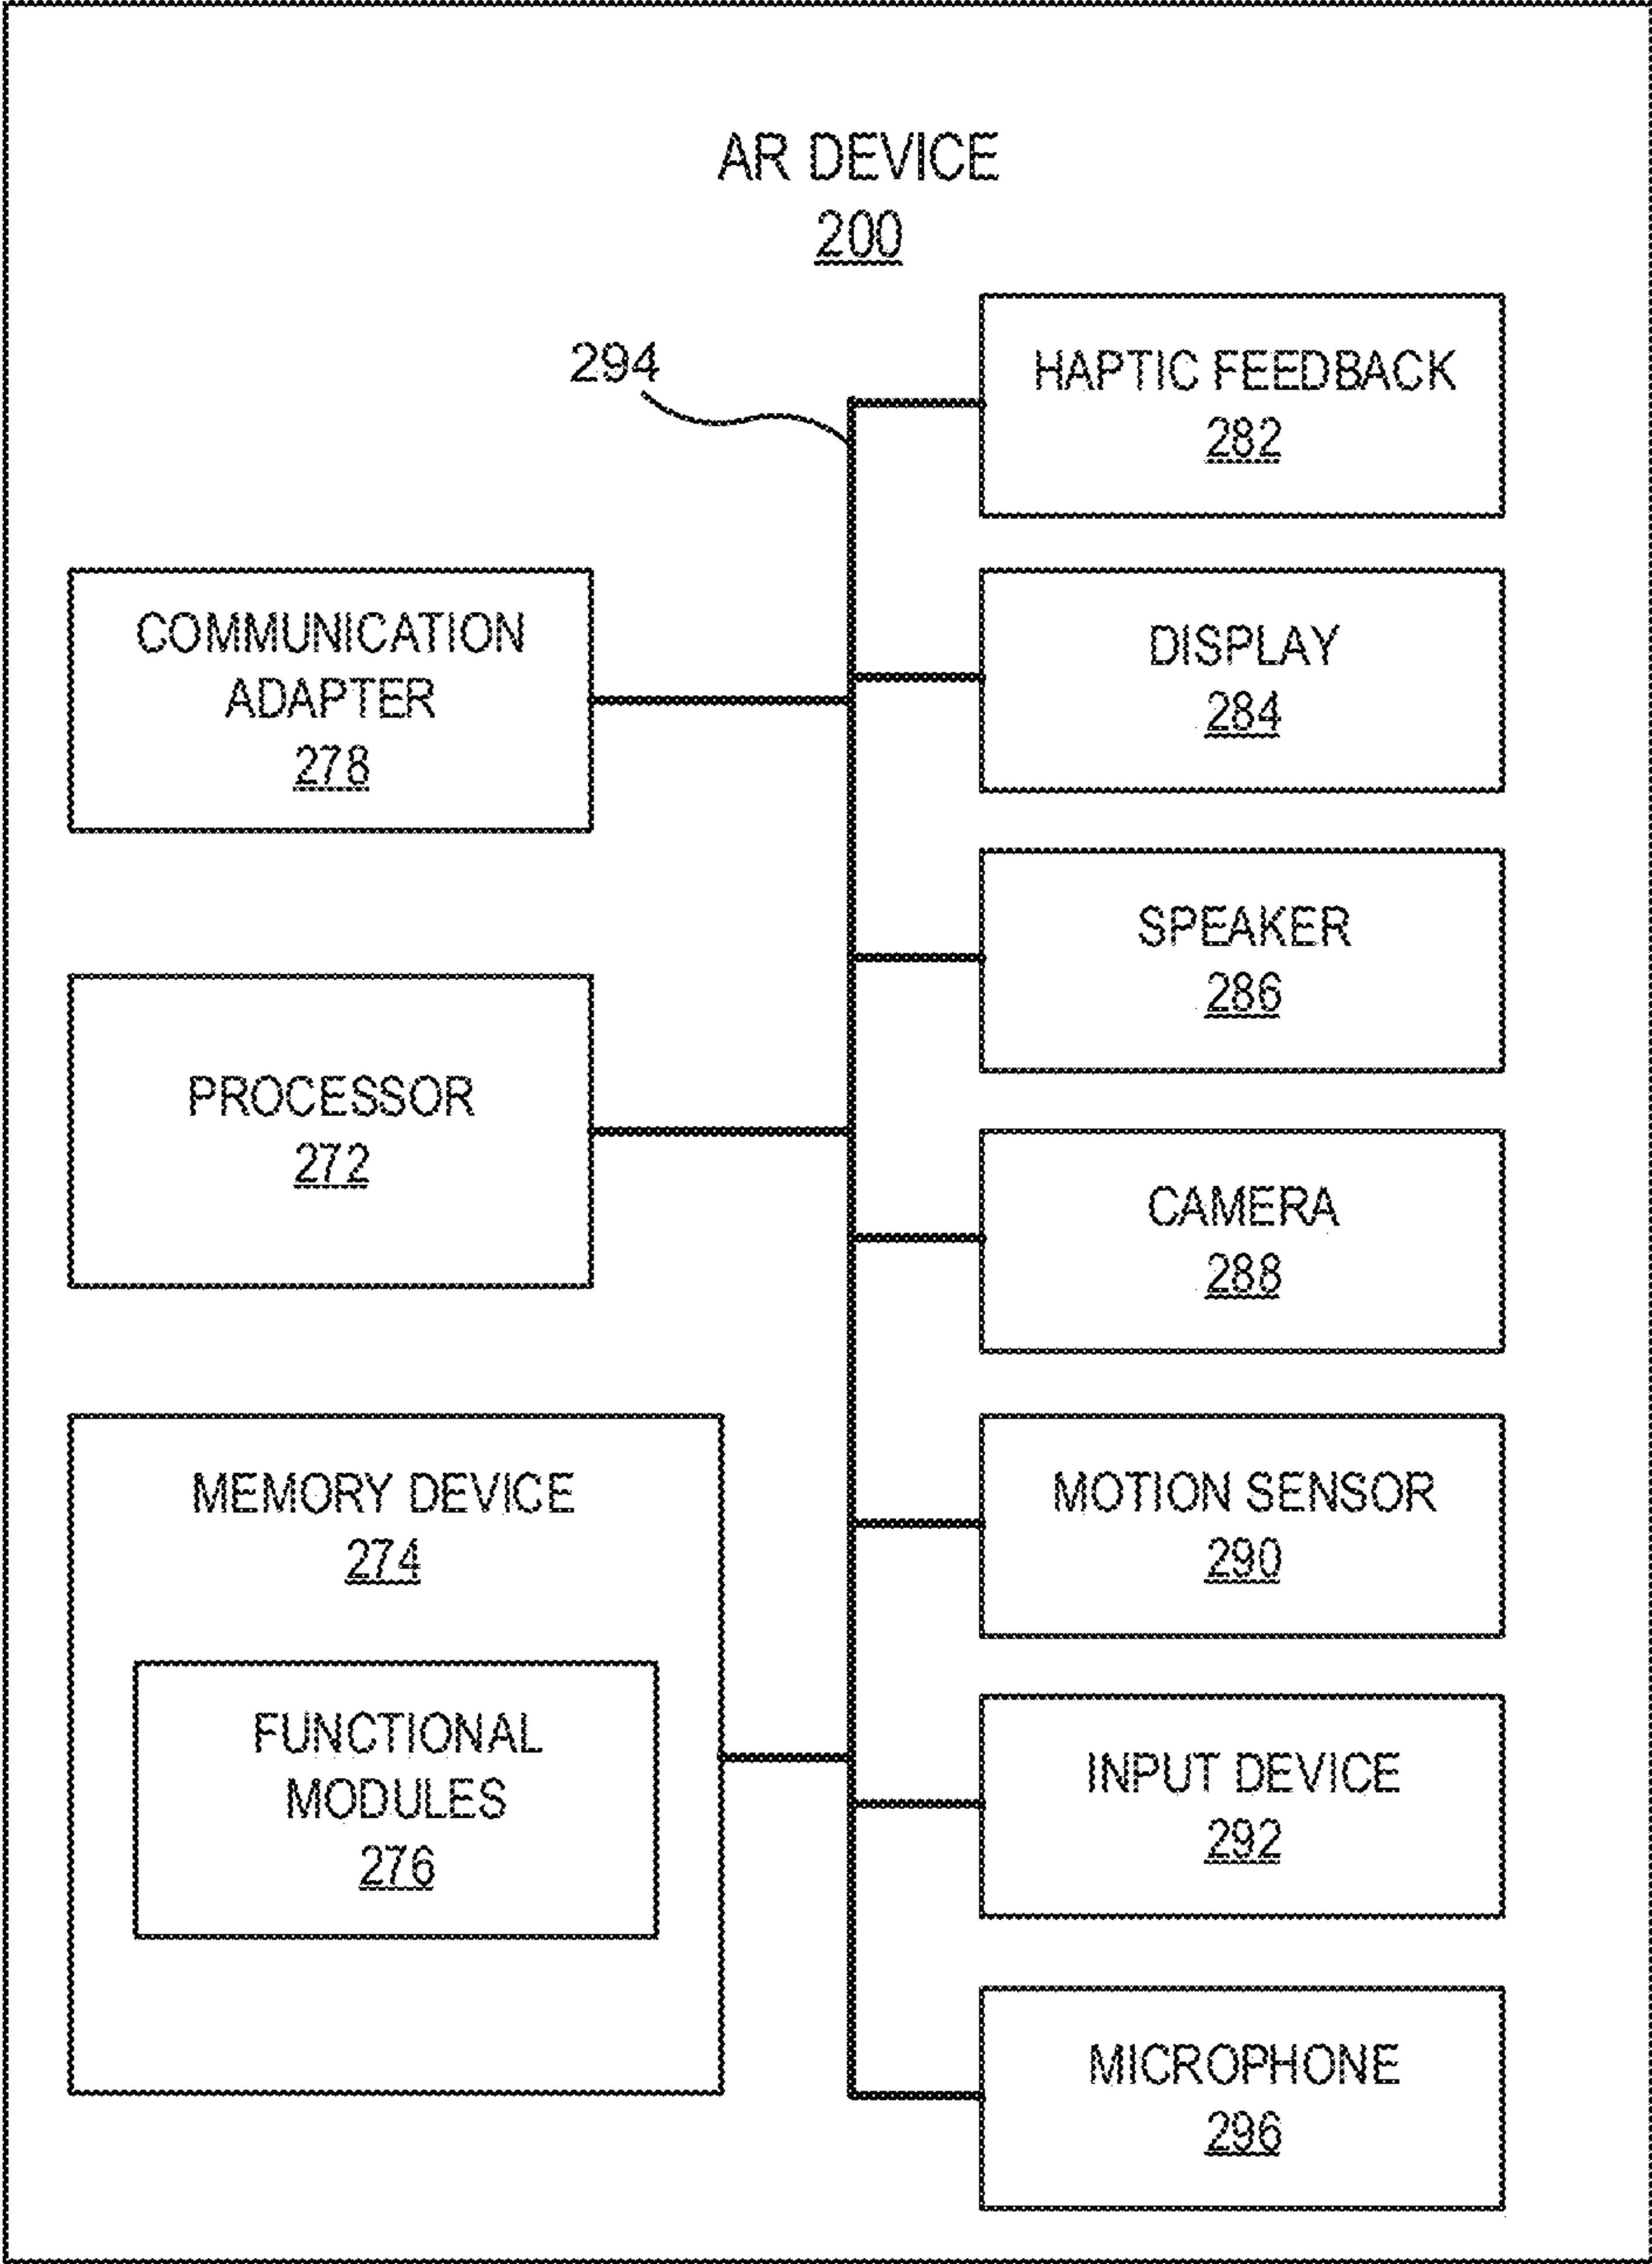 AR DEVICE
200
294
HAPTIC FEEDBACK
282
COMMUNICATION
ADAPTER
278
DISPLAY
284
SPEAKER
286
PROCESSOR
272
CAMERA
288
MEMORY DEVICE
274
FUNCTIONAL
MODULES
276
MOTION SENSOR
290
INPUT DEVICE
292
MICROPHONE
296